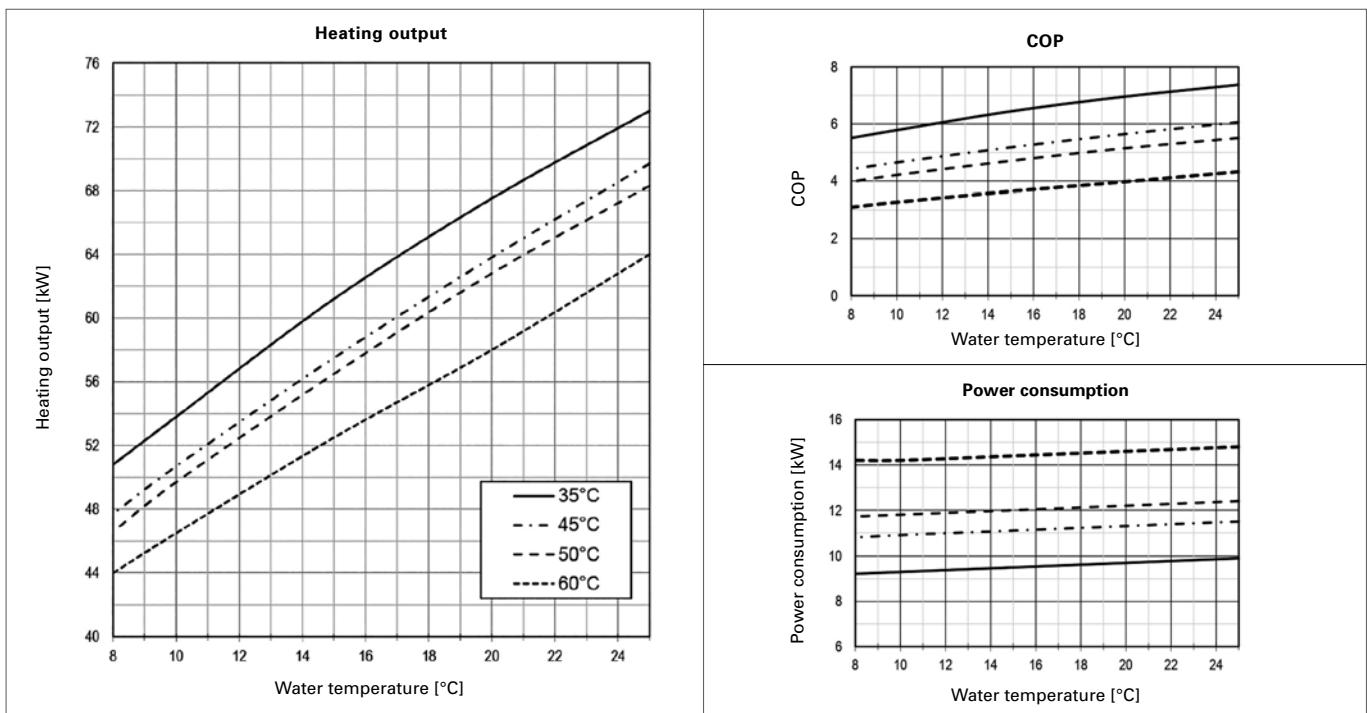 Heating output
76
72
68
64
60
56
52
48
44
40
Heating output [kW]
8 10 12 14 16 18 20 22 24
Water temperature [°C]
35°C
45°C
50°C
60°C
COP
8
6
4
2
0
COP
8 10 12 14 16 18 20 22 24
Water temperature [°C]
Power consumption
16
14
12
10
8
6
Power consumption [kW]
8 10 12 14 16 18 20 22 24
Water temperature [°C]